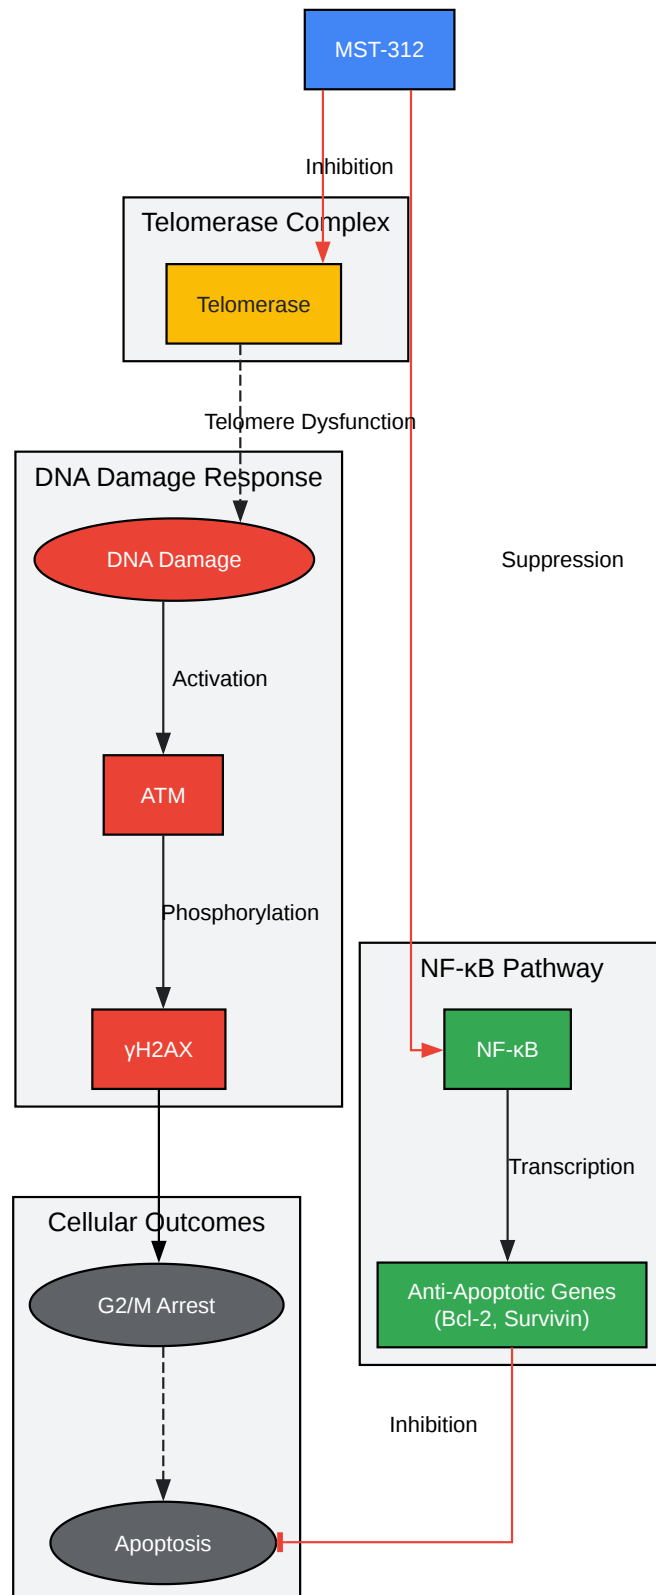 MST-312
Inhibition
Telomerase Complex
Telomerase
Telomere Dysfunction
DNA Damage Response
DNA Damage
Suppression
Activation
ATM
Phosphorylation
NF-κB Pathway
γH2AX
NF-κB
Transcription
Cellular Outcomes
G2/M Arrest
Anti-Apoptotic Genes
(Bcl-2, Survivin)
Inhibition
Apoptosis